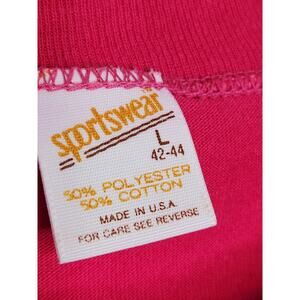 sportswear
L
42-44
50% POLYESTER
50% COTTON
MADE IN U.S.A.
FOR CARE SEE REVERSE